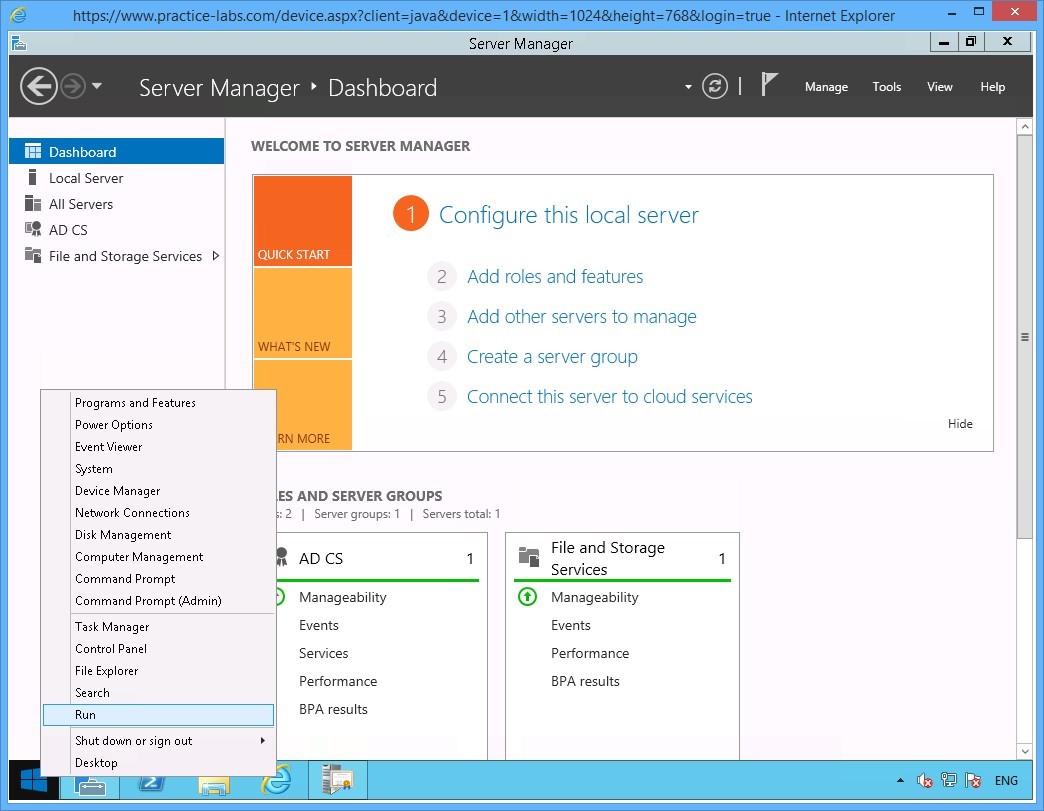 https://www.practice-labs.com/device.aspx?client=java&device=1&width=1024&height=768&login=true - Internet Explorer
Server Manager
Server Manager ‣ Dashboard
Manage Tools View Help
Dashboard
Local Server
All Servers
AD CS
File and Storage Services
WELCOME TO SERVER MANAGER
QUICK START
WHAT'S NEW
RN MORE
1 Configure this local server
2 Add roles and features
3 Add other servers to manage
4 Create a server group
5 Connect this server to cloud services
Hide
ES AND SERVER GROUPS
s: 2 | Server groups: 1 | Servers total: 1
AD CS 1
Manageability
Events
Services
Performance
BPA results
File and Storage
Services 1
Manageability
Events
Performance
BPA results
Programs and Features
Power Options
Event Viewer
System
Device Manager
Network Connections
Disk Management
Computer Management
Command Prompt
Command Prompt (Admin)
Task Manager
Control Panel
File Explorer
Search
Run
Shut down or sign out
Desktop
ENG